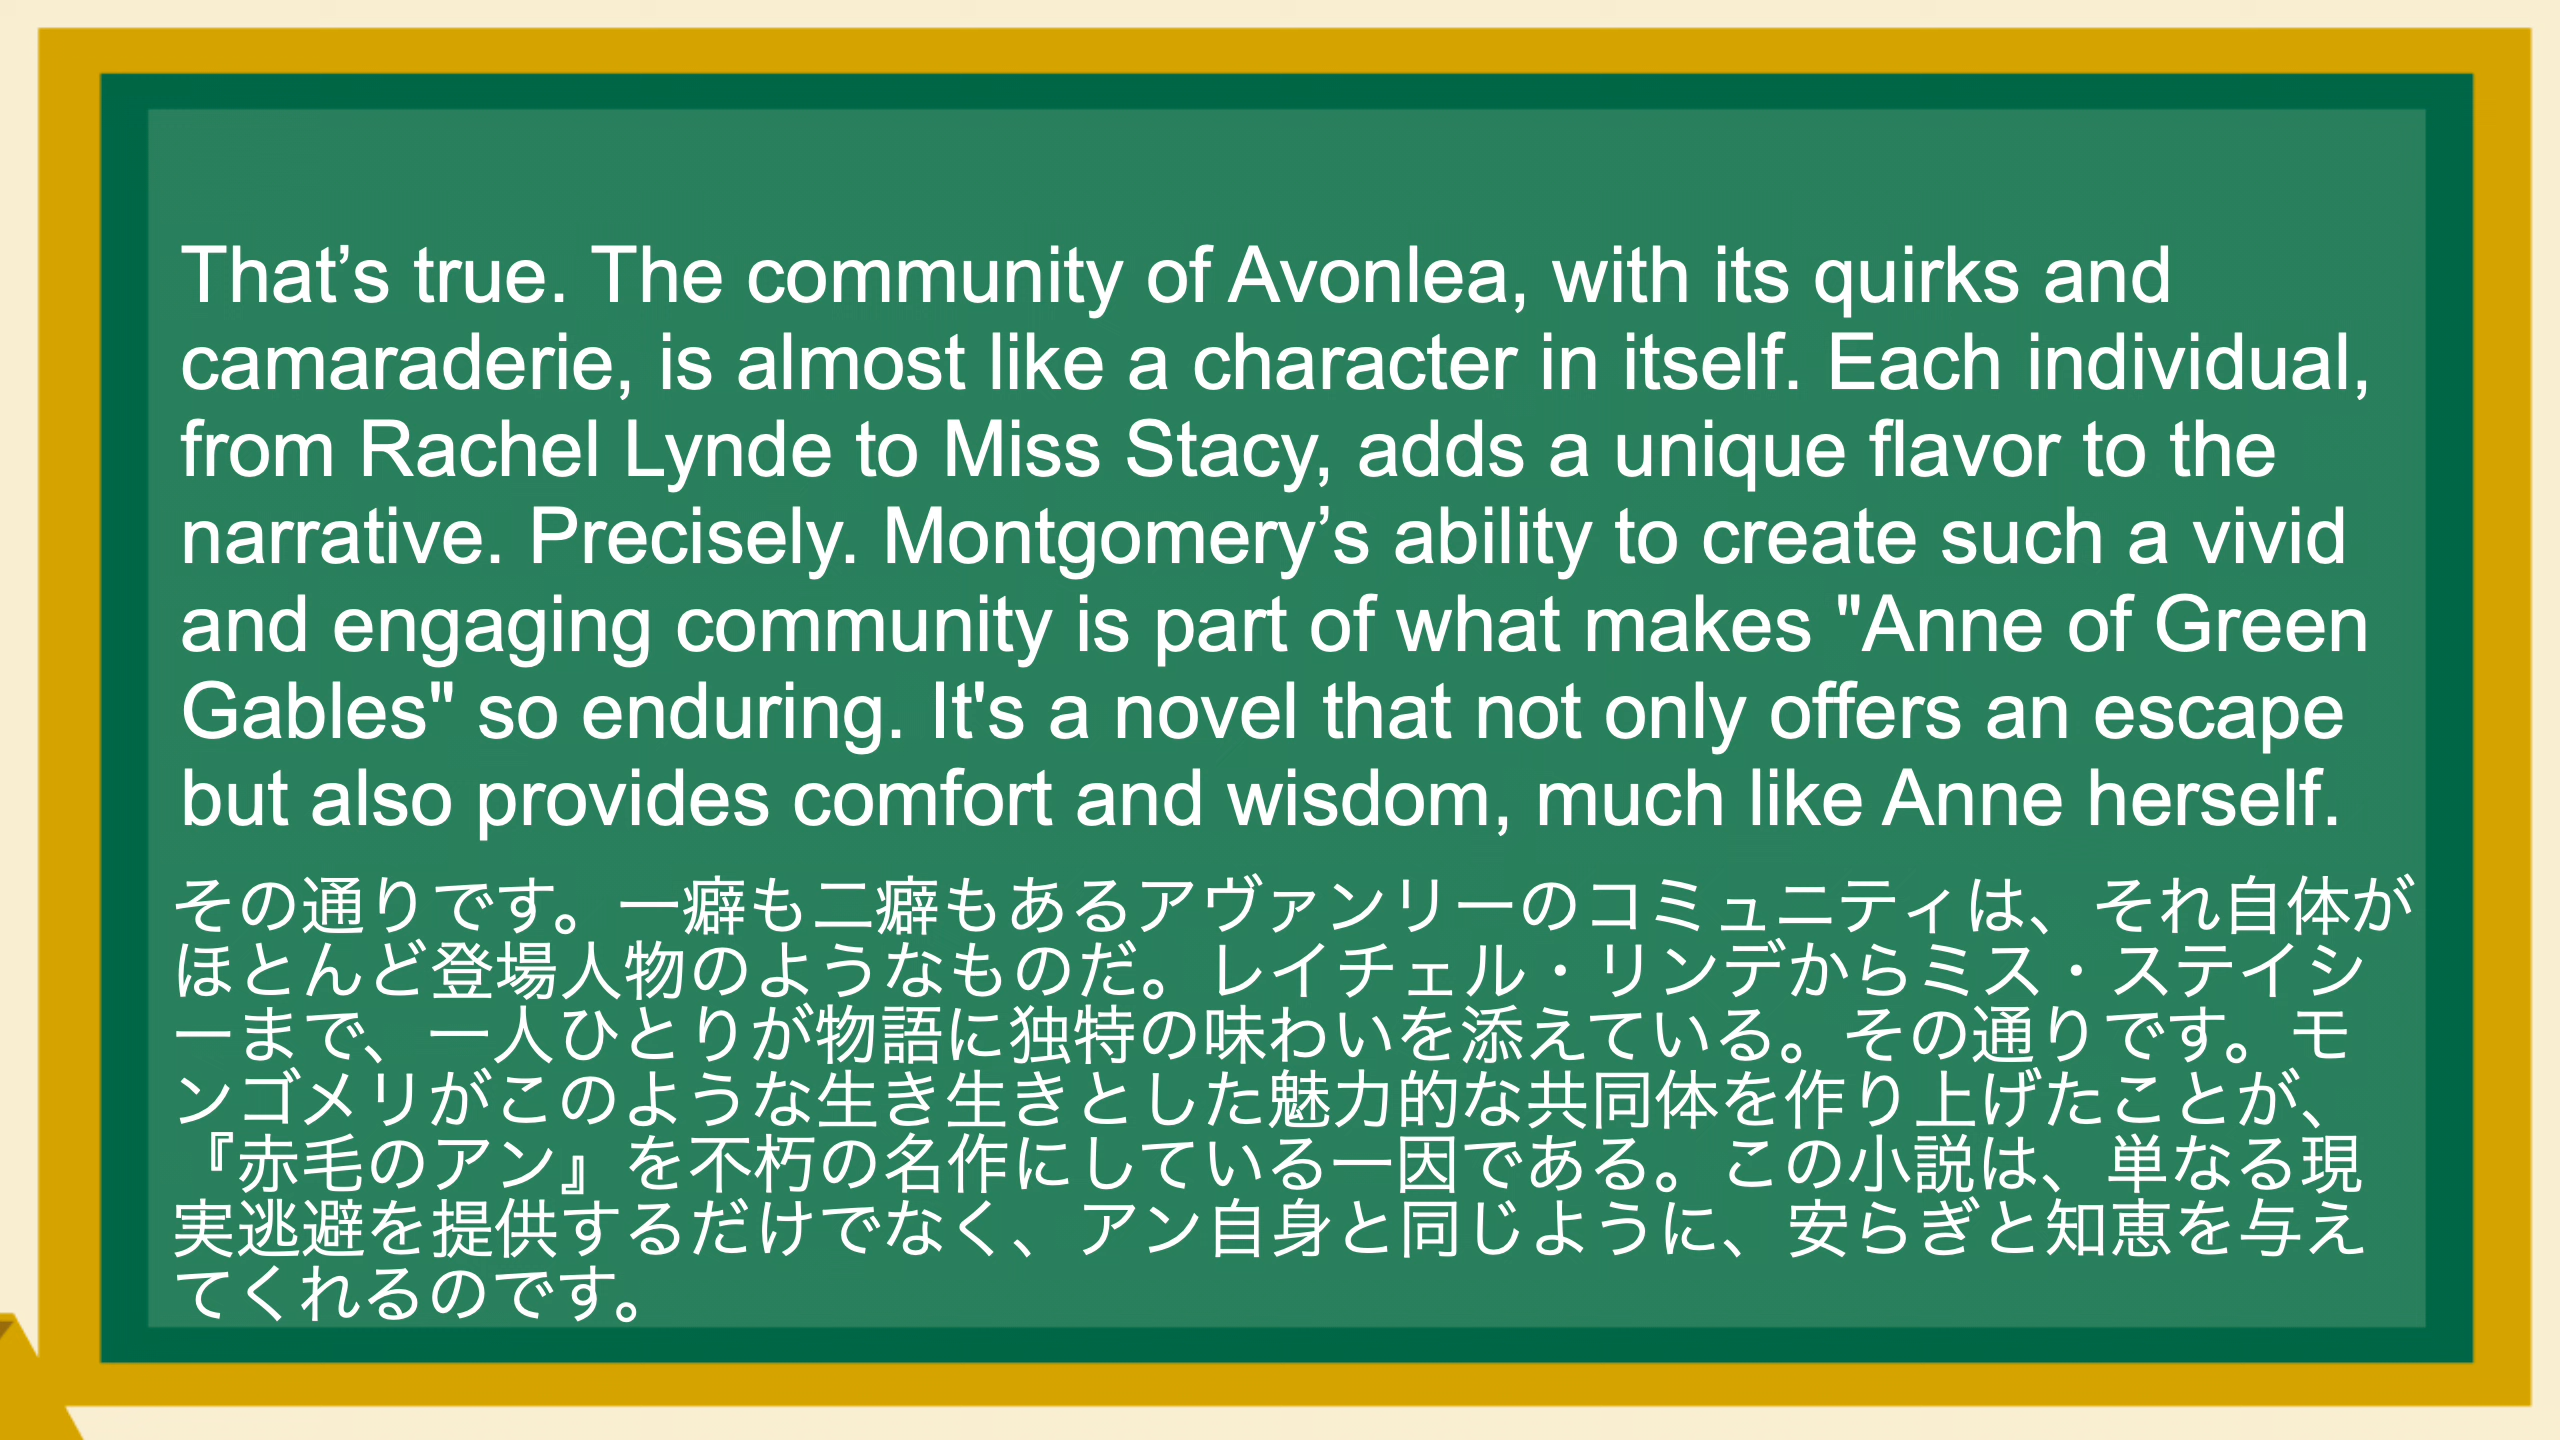 That’s true. The community of Avonlea, with its quirks and
camaraderie, is almost like a character in itself. Each individual,
from Rachel Lynde to Miss Stacy, adds a unique flavor to the
narrative. Precisely. Montgomery’s ability to create such a vivid
and engaging community is part of what makes "Anne of Green
Gables" so enduring. It's a novel that not only offers an escape
but also provides comfort and wisdom, much like Anne herself.
その通りです。一癖も二癖もあるアヴァンリーのコミュニティは、それ自体が
ほとんど登場人物のようなものだ。レイチェル・リンデからミス・ステイシ
ーまで、一人ひとりが物語に独特の味わいを添えている。その通りです。モ
ンゴメリがこのような生き生きとした魅力的な共同体を作り上げたことが、
『赤毛のアン』を不朽の名作にしている一因である。この小説は、単なる現
実逃避を提供するだけでなく、アン自身と同じように、安らぎと知恵を与え
てくれるのです。